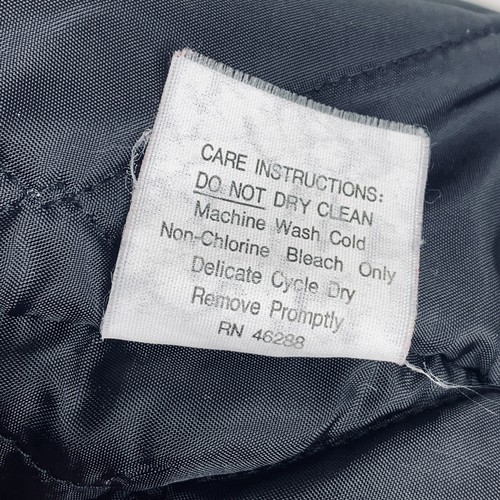 CARE INSTRUCTIONS:
DO NOT DRY CLEAN
Machine Wash Cold
Non-Chlorine Bleach Only
Delicate Cycle Dry
Remove Promptly
RN 46288